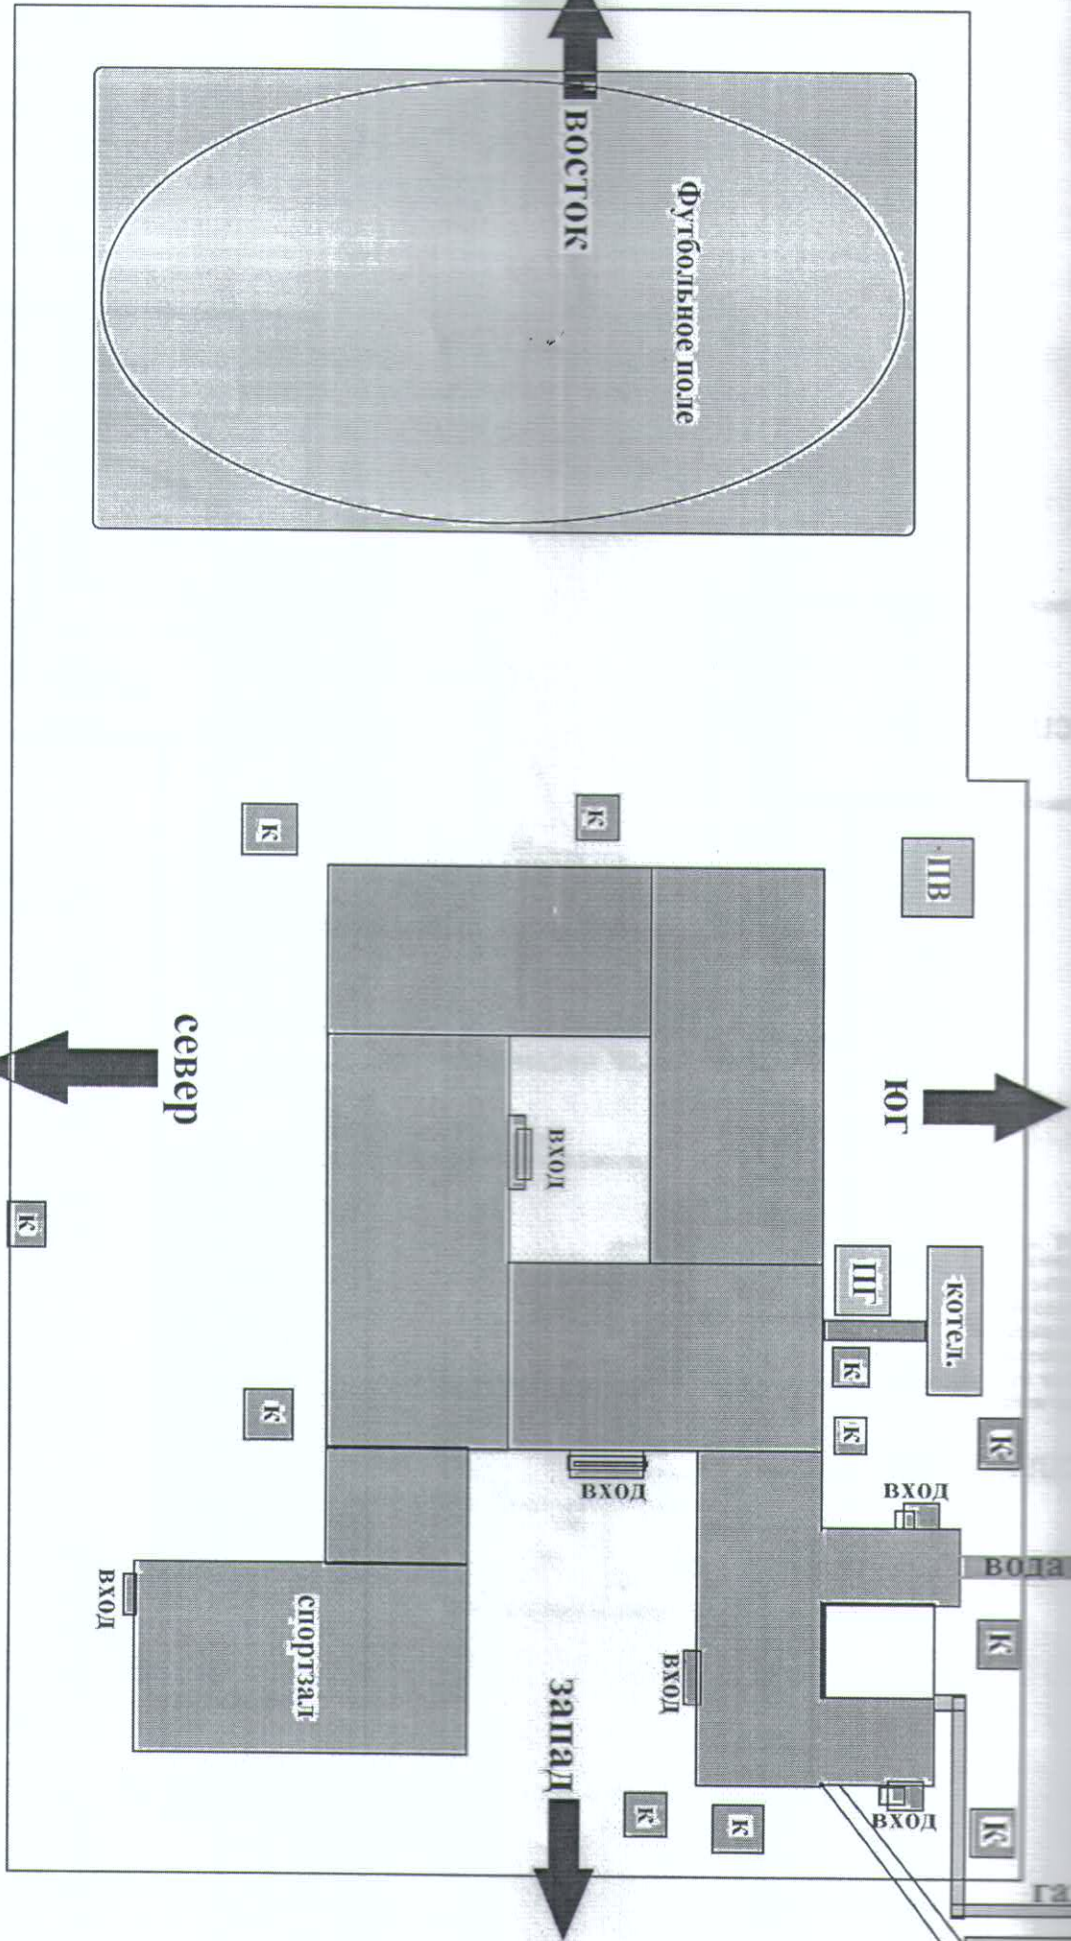 восток
Футбольное поле
К
К
ПВ
север
юг
вход
К
ПГ
котел.
К
К
К
К
вход
вход
вода
вход
спортзал
вход
К
запад
К
К
вход
К